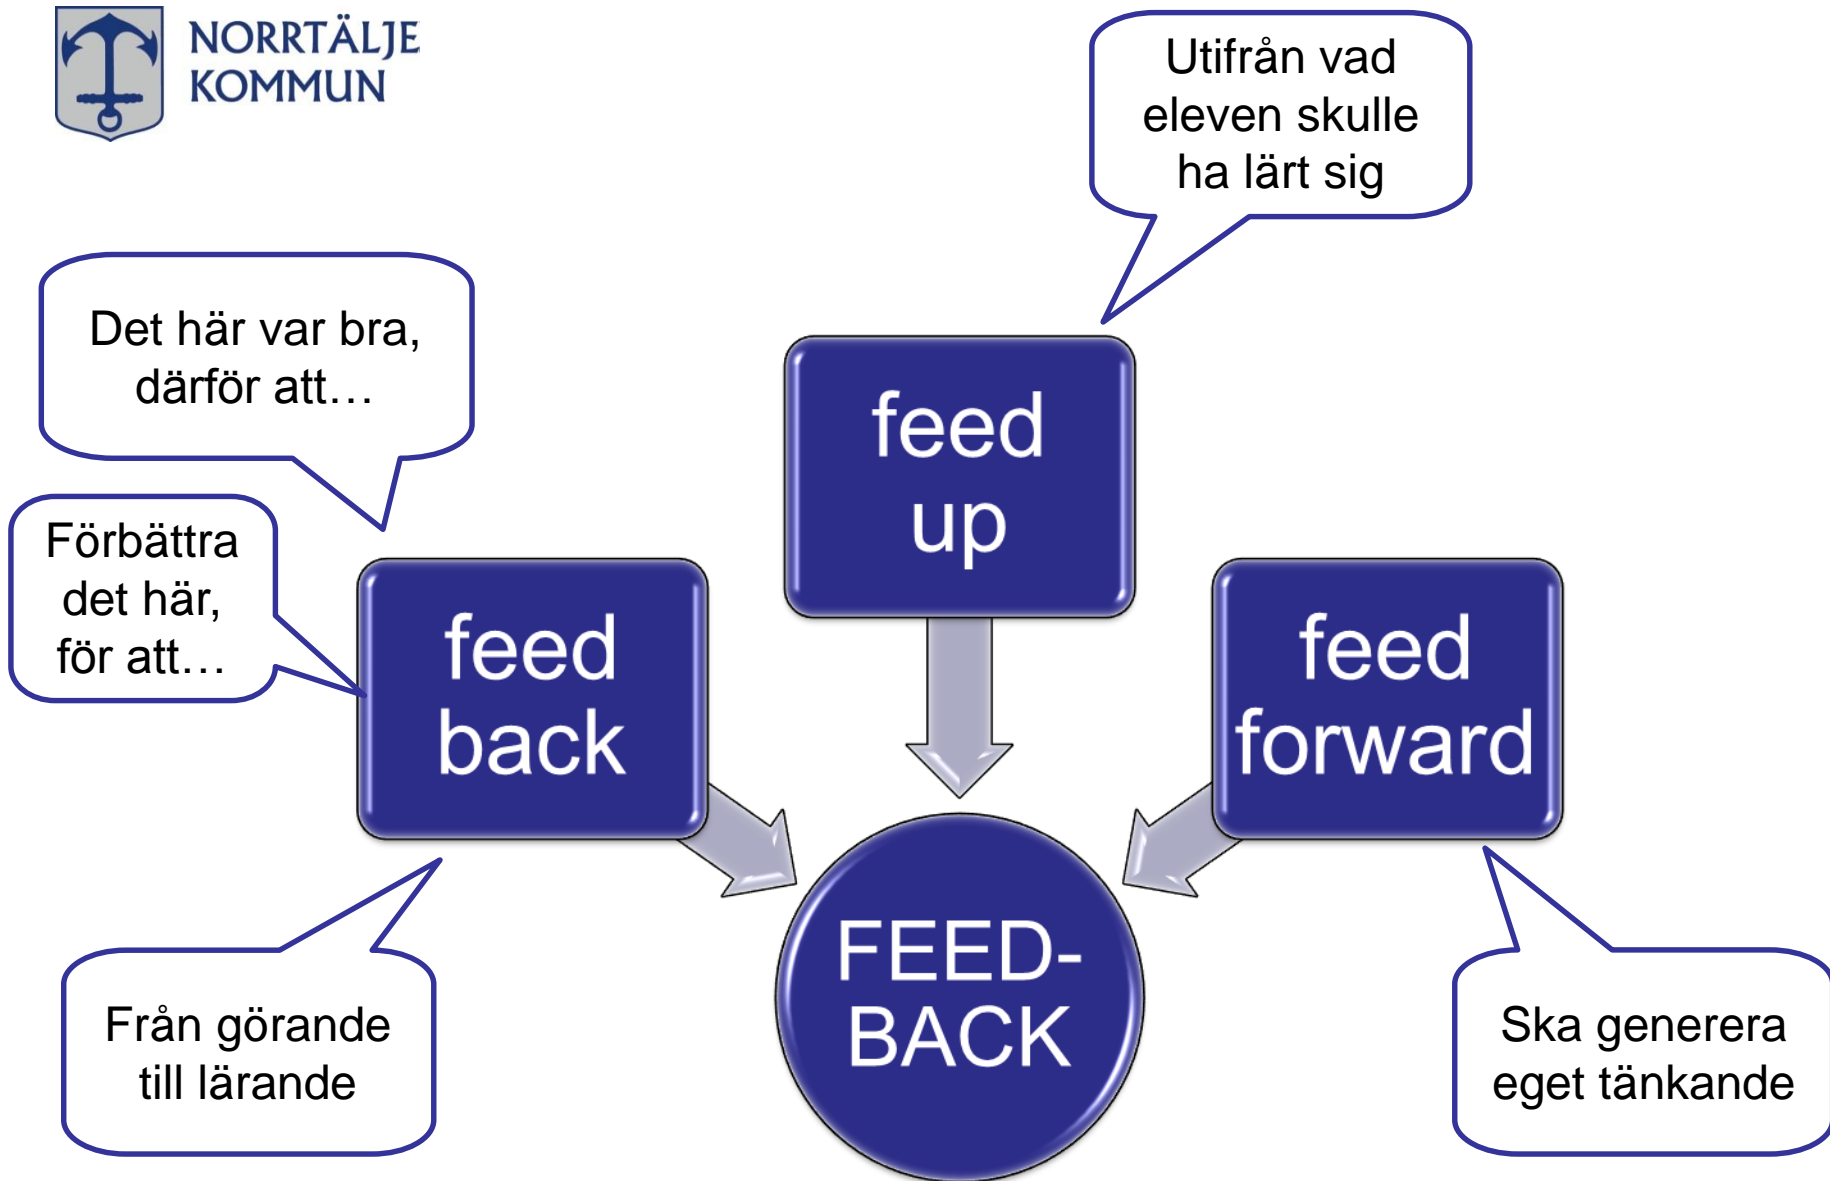 NORRTÄLJE
KOMMUN
Utifrån vad
eleven skulle
ha lärt sig
Det här var bra,
därför att…
Förbättra
det här,
för att…
feed
up
feed
back
feed
forward
FEED-
BACK
Från görande
till lärande
Ska generera
eget tänkande